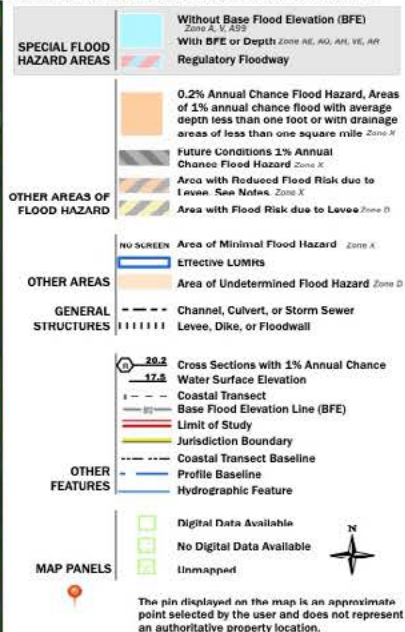 SPECIAL FLOOD
HAZARD AREAS
Without Base Flood Elevation (BFE)
Zone A, V, A99
With BFE or Depth Zone AE, AO, AH, VE, AR
Regulatory Floodway
0.2% Annual Chance Flood Hazard, Areas
of 1% annual chance flood with average
depth less than one foot or with drainage
areas of less than one square mile Zone X
Future Conditions 1% Annual
Chance Flood Hazard Zone X
Area with Reduced Flood Risk due to
Levee. See Notes. Zone X
Area with Flood Risk due to Levee Zone D
OTHER AREAS OF
FLOOD HAZARD
NO SCREEN Area of Minimal Flood Hazard Zone X
Effective LOMRs
OTHER AREAS
Area of Undetermined Flood Hazard Zone D
GENERAL
STRUCTURES
Channel, Culvert, or Storm Sewer
Levee, Dike, or Floodwall
B 20.2 Cross Sections with 1% Annual Chance
17.5 Water Surface Elevation
8 Coastal Transect
Base Flood Elevation Line (BFE)
Limit of Study
Jurisdiction Boundary
Coastal Transect Baseline
OTHER
FEATURES
Profile Baseline
Hydrographic Feature
Digital Data Available
No Digital Data Available
Unmapped
MAP PANELS
N
The pin displayed on the map is an approximate
point selected by the user and does not represent
an authoritative property location.